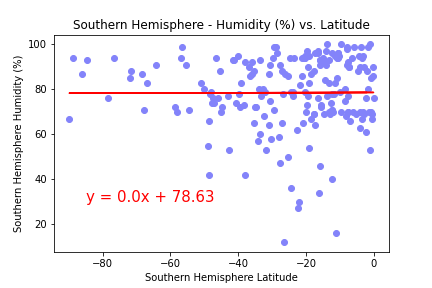 Southern Hemisphere - Humidity (%) vs. Latitude
100
80
60
40
20
Southern Hemisphere Humidity (%)
y = 0.0x + 78.63
−80
−60
−40
−20
0
Southern Hemisphere Latitude